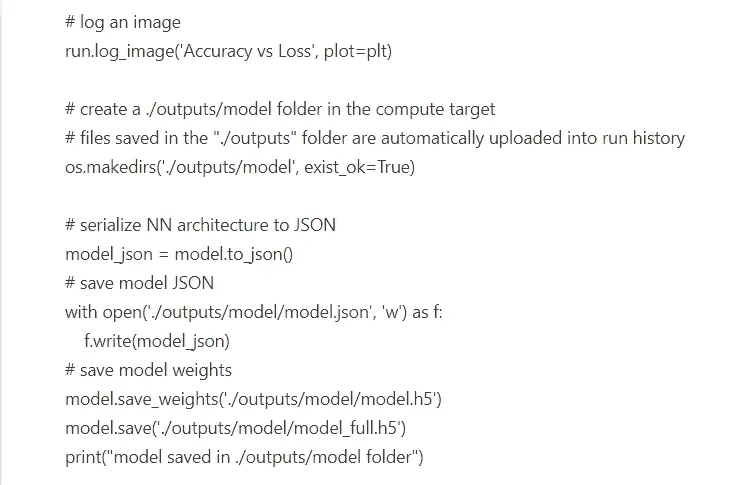 # log an image
run.log_image('Accuracy vs Loss', plot=plt)
# create a ./outputs/model folder in the compute target
# files saved in the "./outputs" folder are automatically uploaded into run history
os.makedirs('./outputs/model', exist_ok=True)
# serialize NN architecture to JSON
model_json = model.to_json()
# save model JSON
with open('./outputs/model/model.json', 'w') as f:
    f.write(model_json)
# save model weights
model.save_weights('./outputs/model/model.h5')
model.save('./outputs/model/model_full.h5')
print("model saved in ./outputs/model folder")